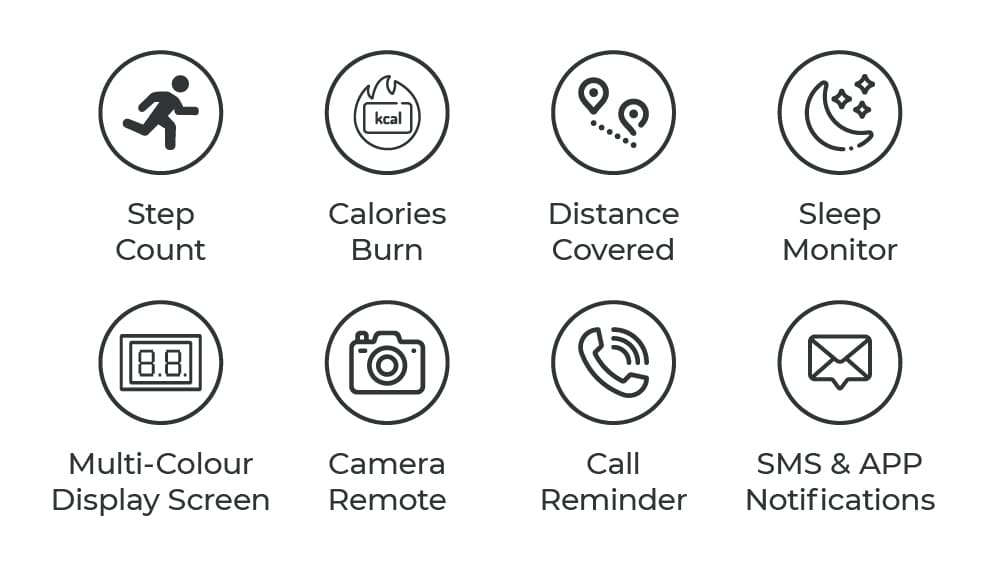 kcal
Step
Count
Calories
Burn
Distance
Covered
Sleep
Monitor
8.8.
Multi-Colour
Display Screen
Camera
Remote
Call
Reminder
SMS & APP
Notifications